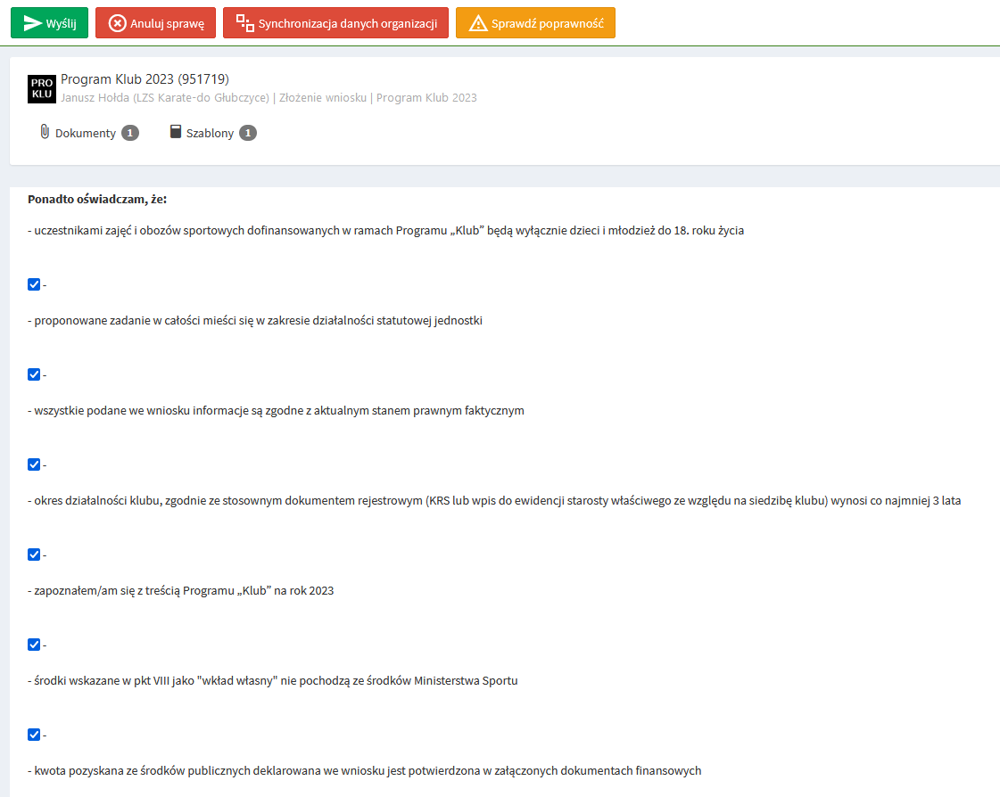 Wyślij Anuluj sprawę Synchronizacja danych organizacji Sprawdź poprawność
PRO
KLU
Program Klub 2023 (951719)
Janusz Hołda (LZS Karate-do Głubczyce) | Złożenie wniosku | Program Klub 2023
Dokumenty 1 Szablony 1
Ponadto oświadczam, że:
- uczestnikami zajęć i obozów sportowych dofinansowanych w ramach Programu „Klub” będą wyłącznie dzieci i młodzież do 18. roku życia
-
- proponowane zadanie w całości mieści się w zakresie działalności statutowej jednostki
-
- wszystkie podane we wniosku informacje są zgodne z aktualnym stanem prawnym faktycznym
-
- okres działalności klubu, zgodnie ze stosownym dokumentem rejestrowym (KRS lub wpis do ewidencji starosty właściwego ze względu na siedzibę klubu) wynosi co najmniej 3 lata
-
- zapoznałem/am się z treścią Programu „Klub” na rok 2023
-
- środki wskazane w pkt VIII jako "wkład własny" nie pochodzą ze środków Ministerstwa Sportu
-
- kwota pozyskana ze środków publicznych deklarowana we wniosku jest potwierdzona w załączonych dokumentach finansowych